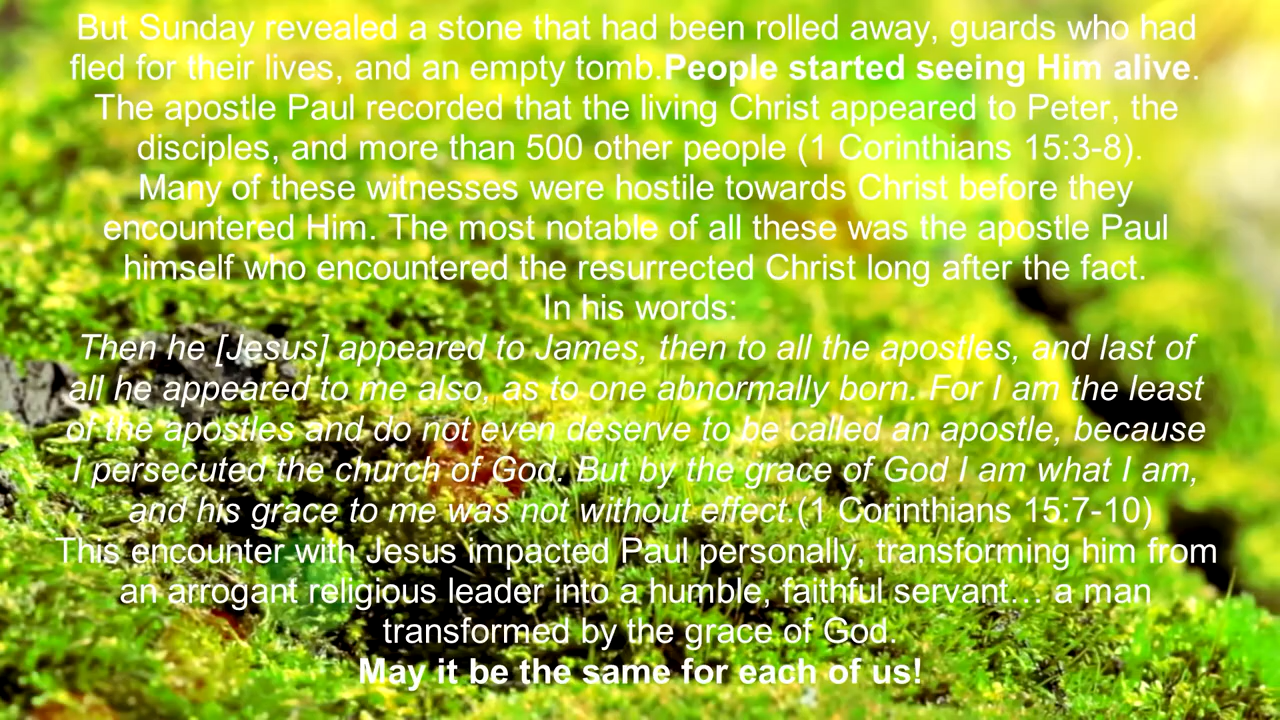 But Sunday revealed a stone that had been rolled away, guards who had
fled for their lives, and an empty tomb.People started seeing Him alive.
The apostle Paul recorded that the living Christ appeared to Peter, the
disciples, and more than 500 other people (1 Corinthians 15:3-8).
Many of these witnesses were hostile towards Christ before they
encountered Him. The most notable of all these was the apostle Paul
himself who encountered the resurrected Christ long after the fact.
In his words:
Then he [Jesus] appeared to James, then to all the apostles, and last of
all he appeared to me also, as to one abnormally born. For I am the least
of the apostles and do not even deserve to be called an apostle, because
I persecuted the church of God. But by the grace of God I am what I am,
and his grace to me was not without effect.(1 Corinthians 15:7-10)
This encounter with Jesus impacted Paul personally, transforming him from
an arrogant religious leader into a humble, faithful servant… a man
transformed by the grace of God.
May it be the same for each of us!